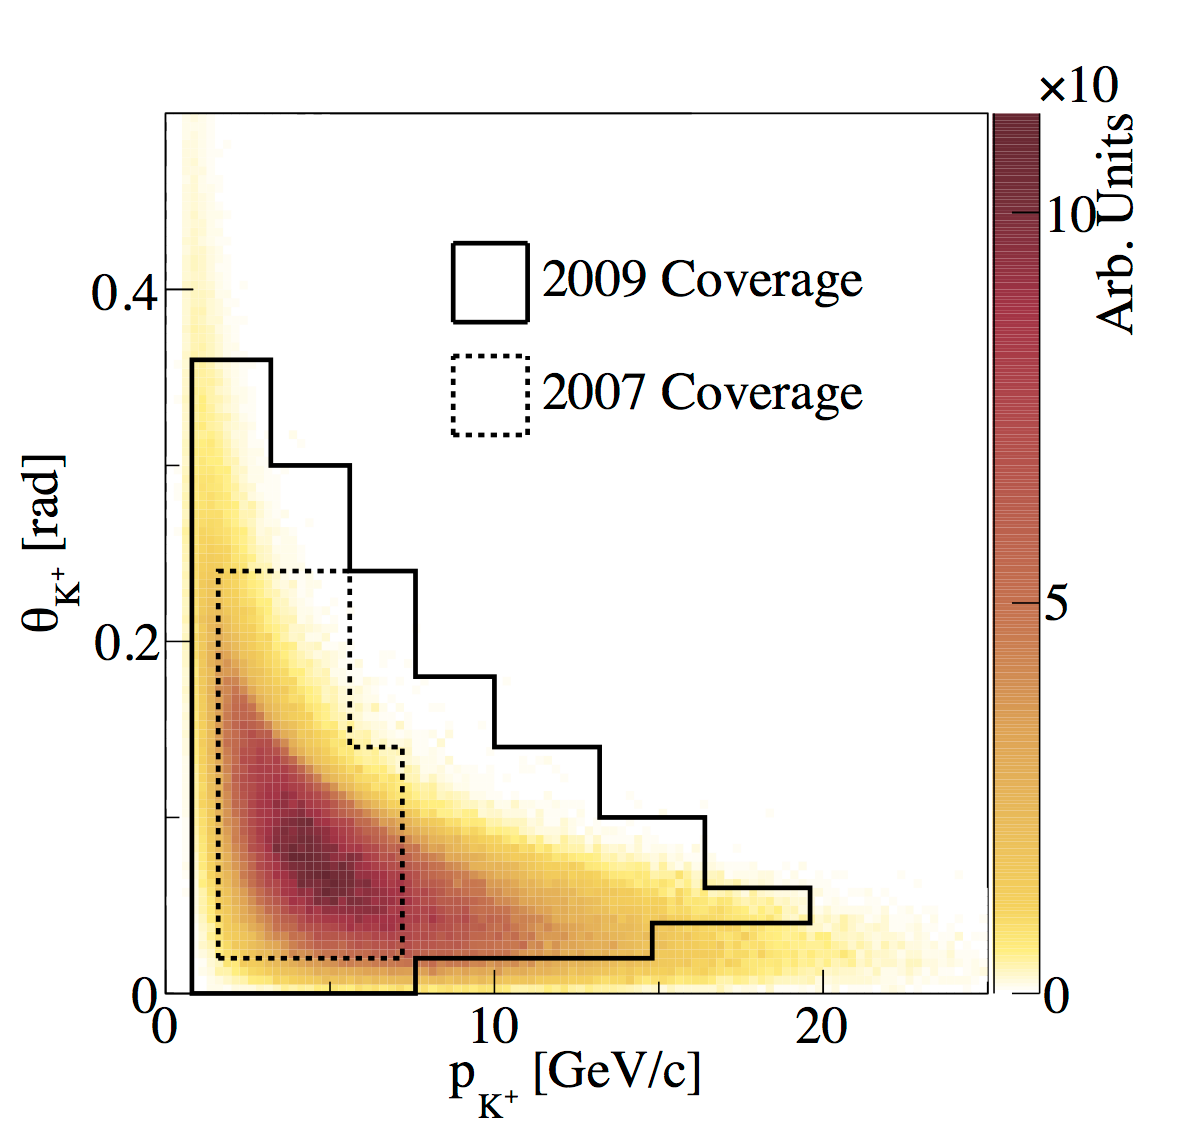 ×10
Arb. Units
10
5
0
2009 Coverage
2007 Coverage
0.4
0.2
0
θK+ [rad]
0
10
20
pK+ [GeV/c]